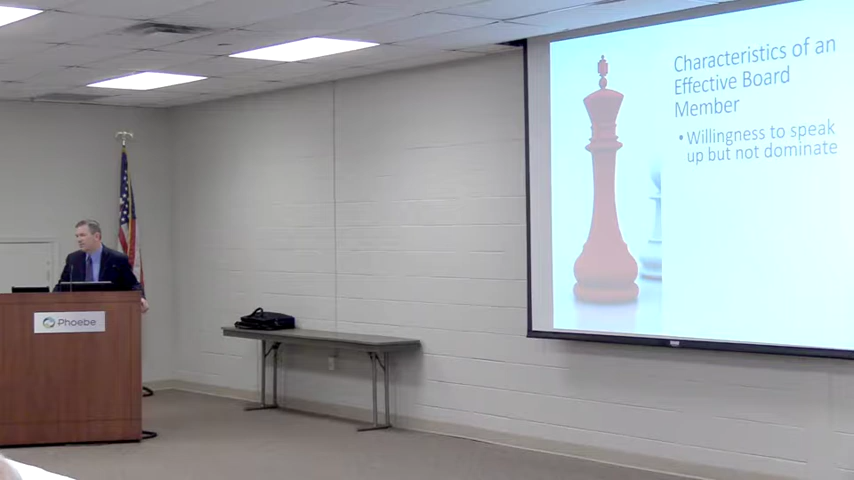 Characteristics of an
Effective Board
Member
• Willingness to speak
up but not dominate
Phoebe